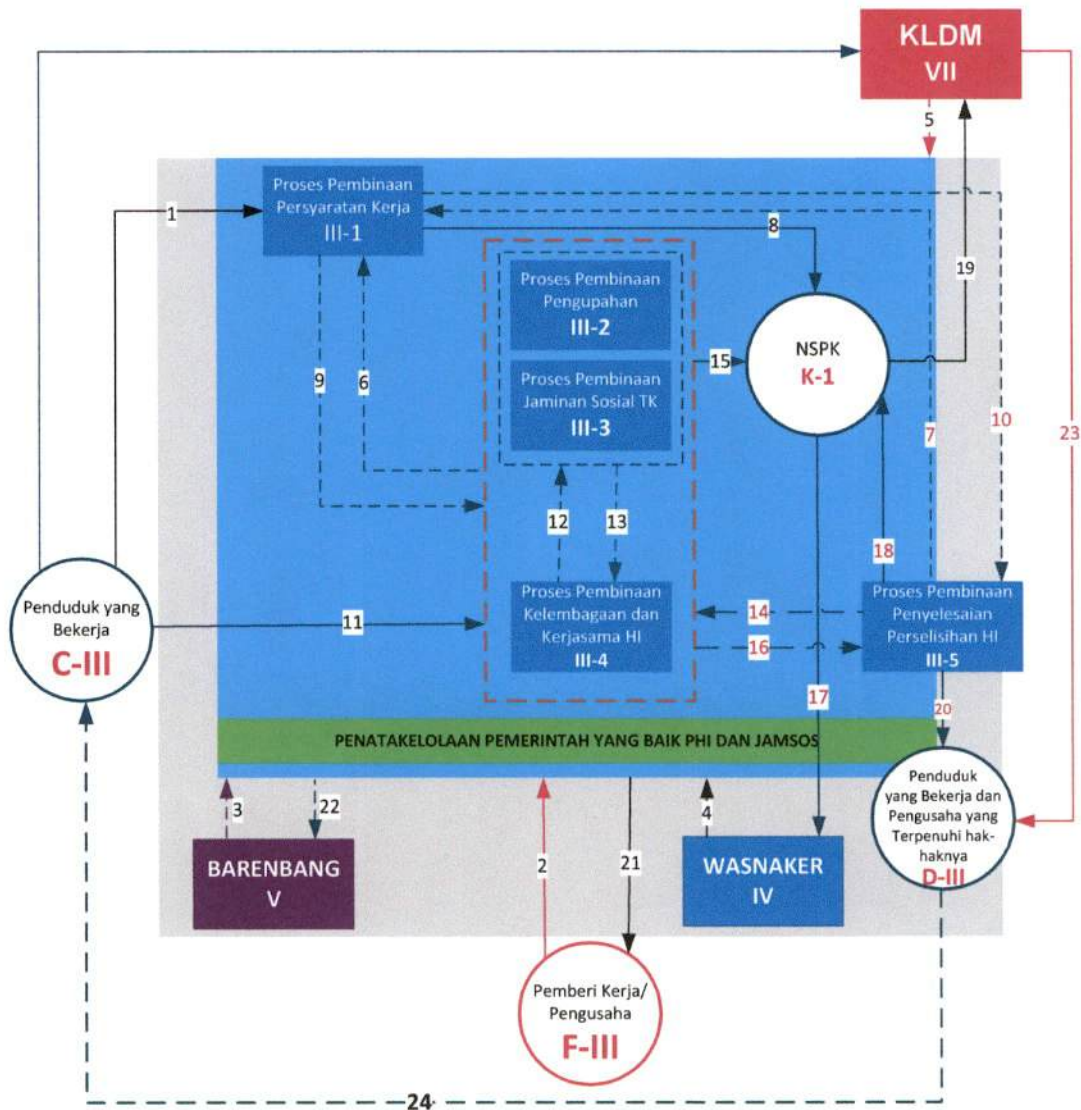 KLDM
VII
5
Proses Pembinaan
Persyaratan Kerja
III-1
1
8
19
Proses Pembinaan
Pengupahan
III-2
NSPK
K-1
15
9
6
Proses Pembinaan
Jaminan Sosial TK
III-3
7
10
23
12
13
18
Penduduk yang
Bekerja
C-III
11
Proses Pembinaan
Kelembagaan dan
Kerjasama HI
III-4
14
16
Proses Pembinaan
Penyelesaian
Perselisihan HI
III-5
17
20
PENATAKELOLAAN PEMERINTAH YANG BAIK PHI DAN JAMSOS
Penduduk
yang Bekerja dan
Pengusaha yang
Terpenuhi hak-
haknya
D-III
3
22
2
21
4
BARENBANG
V
WASNAKER
IV
Pemberi Kerja/
Pengusaha
F-III
24